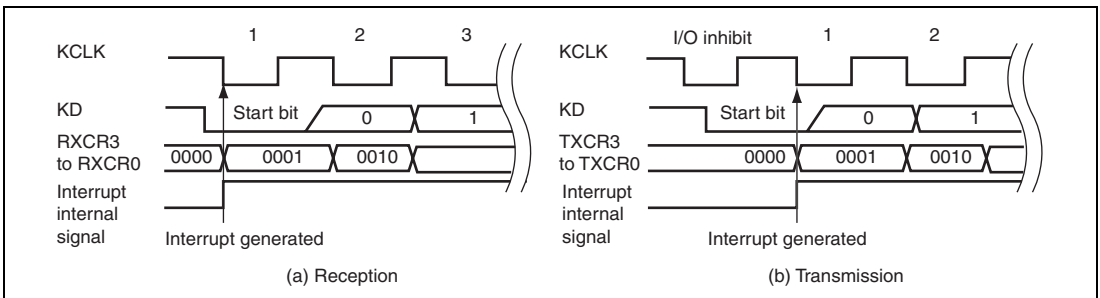 1 2 3
KCLK
KD
Start bit 0 1
RXCR3
to RXCR0
0000 0001 0010
Interrupt
internal
signal
Interrupt generated
(a) Reception
I/O inhibit 1 2
KCLK
KD
Start bit 0 1
TXCR3
to TXCR0
0000 0001 0010
Interrupt
internal
signal
Interrupt generated
(b) Transmission